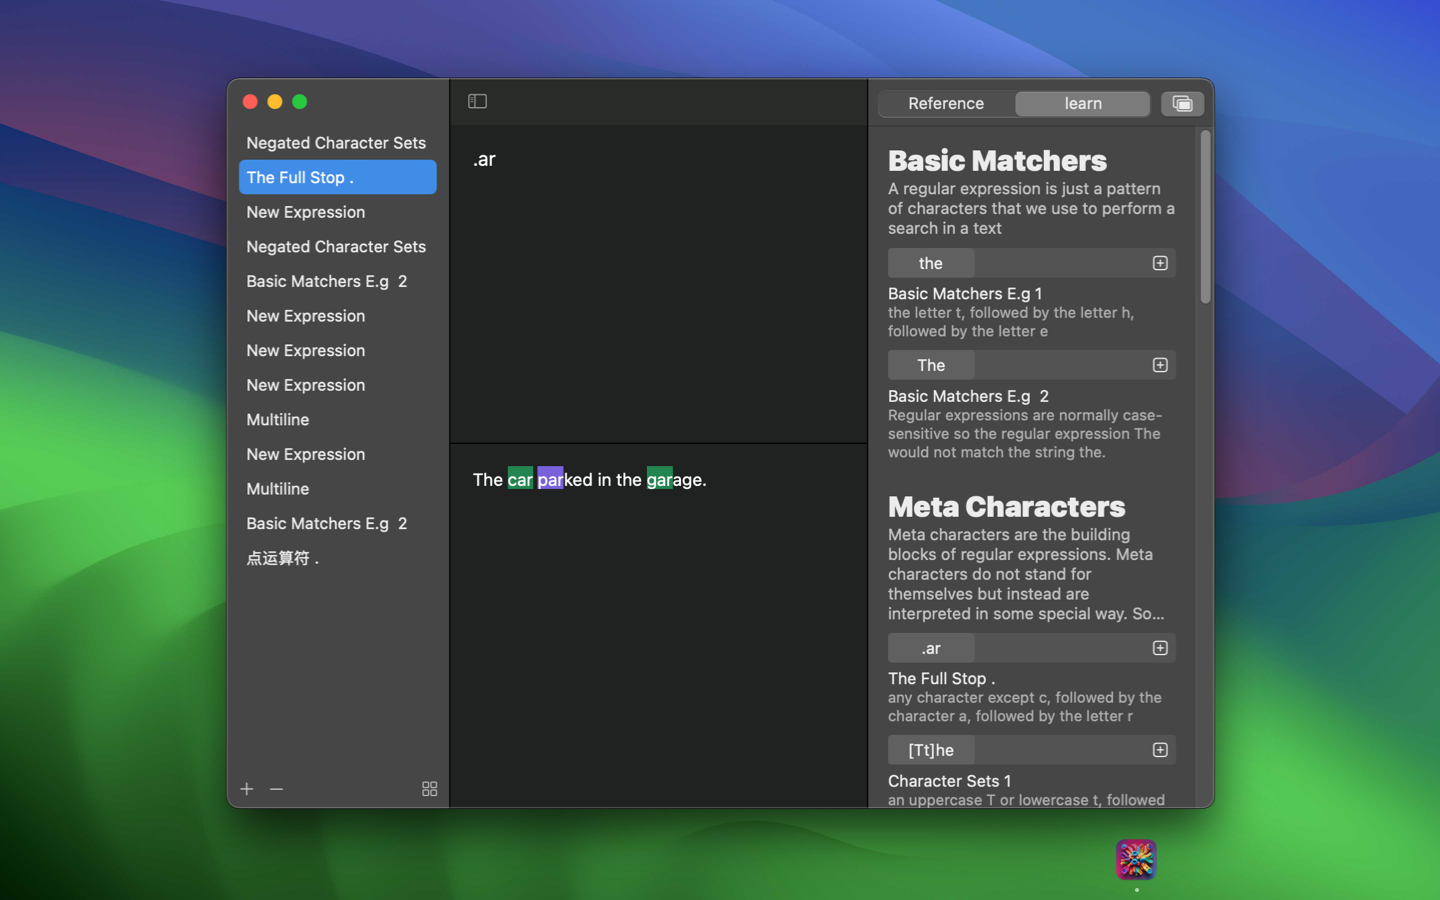 Negated Character Sets
The Full Stop .
New Expression
Negated Character Sets
Basic Matchers E.g  2
New Expression
New Expression
New Expression
Multiline
New Expression
Multiline
Basic Matchers E.g  2
点运算符 .
.ar
The car parked in the garage.
Reference
learn
Basic Matchers
A regular expression is just a pattern
of characters that we use to perform a
search in a text
the
Basic Matchers E.g 1
the letter t, followed by the letter h,
followed by the letter e
The
Basic Matchers E.g  2
Regular expressions are normally case-
sensitive so the regular expression The
would not match the string the.
Meta Characters
Meta characters are the building
blocks of regular expressions. Meta
characters do not stand for
themselves but instead are
interpreted in some special way. So...
.ar
The Full Stop .
any character except c, followed by the
character a, followed by the letter r
[Tt]he
Character Sets 1
an uppercase T or lowercase t, followed